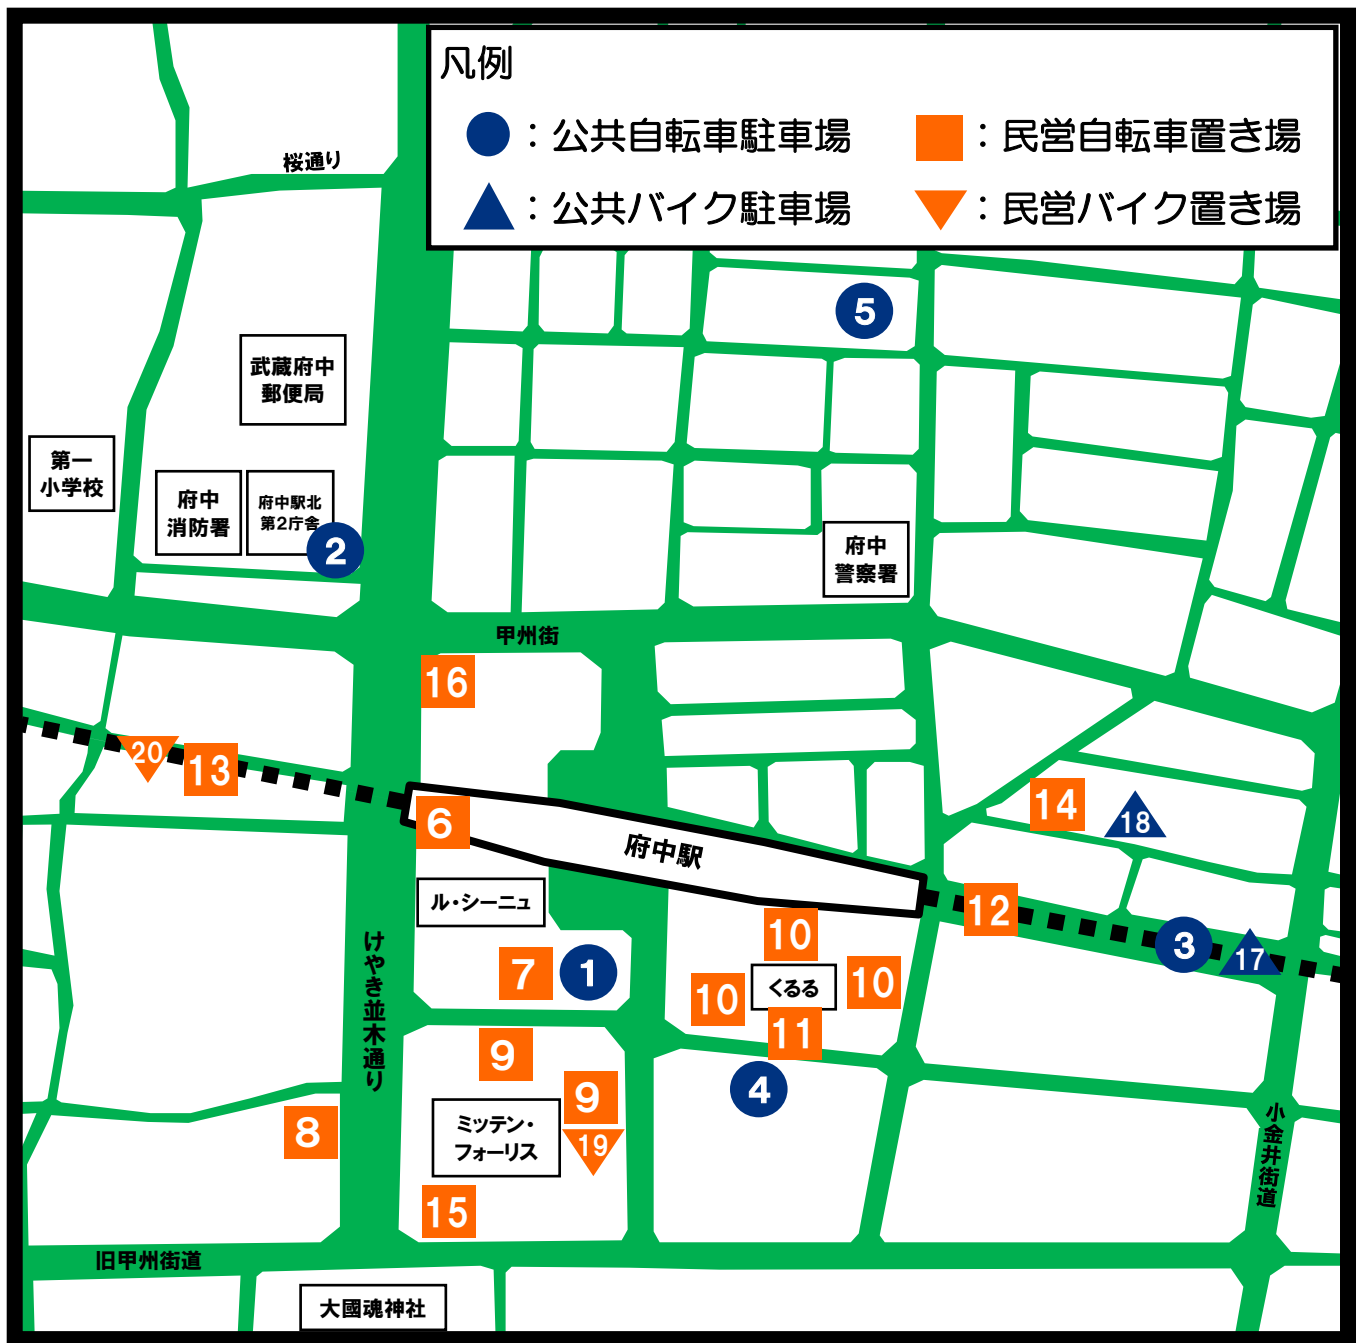 凡例
：公共自転車駐車場
：民営自転車置き場
：公共バイク駐車場
：民営バイク置き場
桜通り
5
武蔵府中
郵便局
第一
小学校
府中
消防署
府中駅北
第2庁舎
2
府中
警察署
甲州街
16
20
13
6
府中駅
14
18
ル・シーニュ
12
10
3
17
7
1
10
くるる
10
11
けやき並木通り
9
4
9
8
ミッテン・
フォーリス
19
小金井街道
15
旧甲州街道
大國魂神社